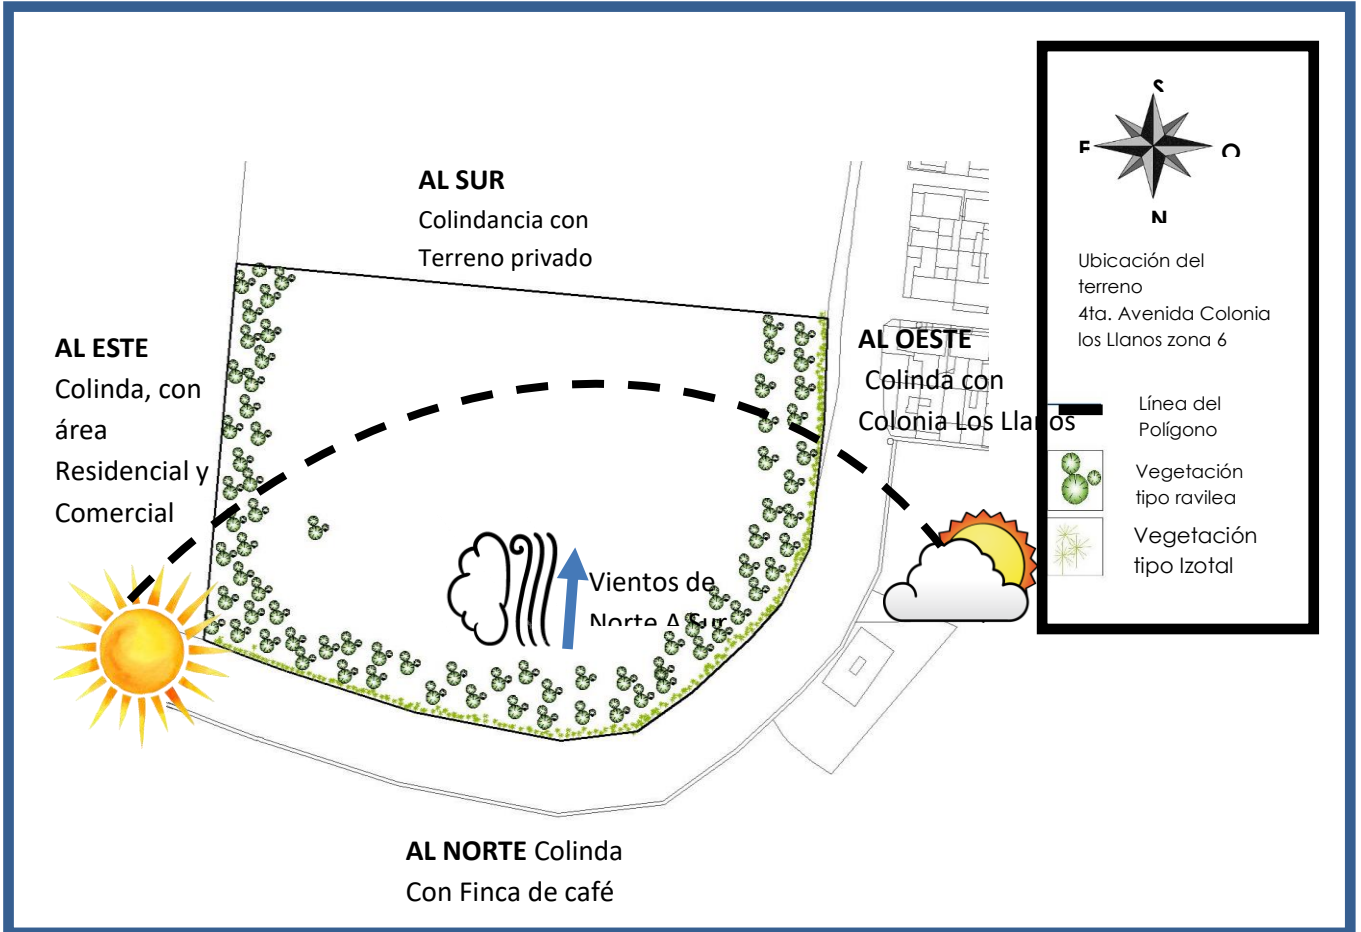 S
E
O
N
AL SUR
Colindancia con
Terreno privado
Ubicación del
terreno
4ta. Avenida Colonia
los Llanos zona 6
AL ESTE
Colinda, con
área
Residencial y
Comercial
AL OESTE
Colinda con
Colonia Los Llanos
Línea del
Polígono
Vegetación
tipo ravilea
Vegetación
tipo Izotal
Vientos de
Norte A Sur
AL NORTE Colinda
Con Finca de café